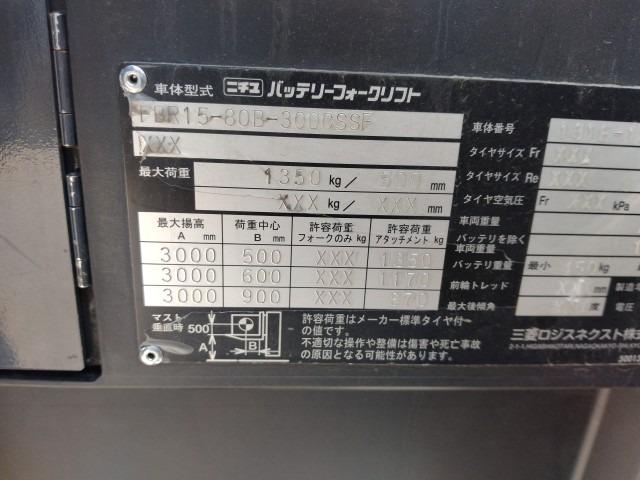 車体型式 ニチユ バッテリーフォークリフト
FBR15-80B-300BSSF
XXX
最大荷重 1350 kg / 500 mm
XXX kg / XXX mm
最大揚高 A mm 荷重中心 B mm 許容荷重 フォークのみ kg 許容荷重 アタッチメント kg
3000 500 XXX 1350
3000 600 XXX 1170
3000 900 XXX 870
マスト垂直時 500 A B
許容荷重はメーカー標準タイヤ付の値です。
不適切な操作や整備は傷害や死亡事故
の原因となる可能性があります。
車体番号
タイヤサイズ Fr XXX
タイヤサイズ Re XXX
タイヤ空気圧 Fr XXX kPa
車両重量
バッテリを除く車両重量
バッテリ重量 最小
前輪トレッド XXX mm 製造
最大後傾角 度 電圧
三菱ロジスネクスト株式